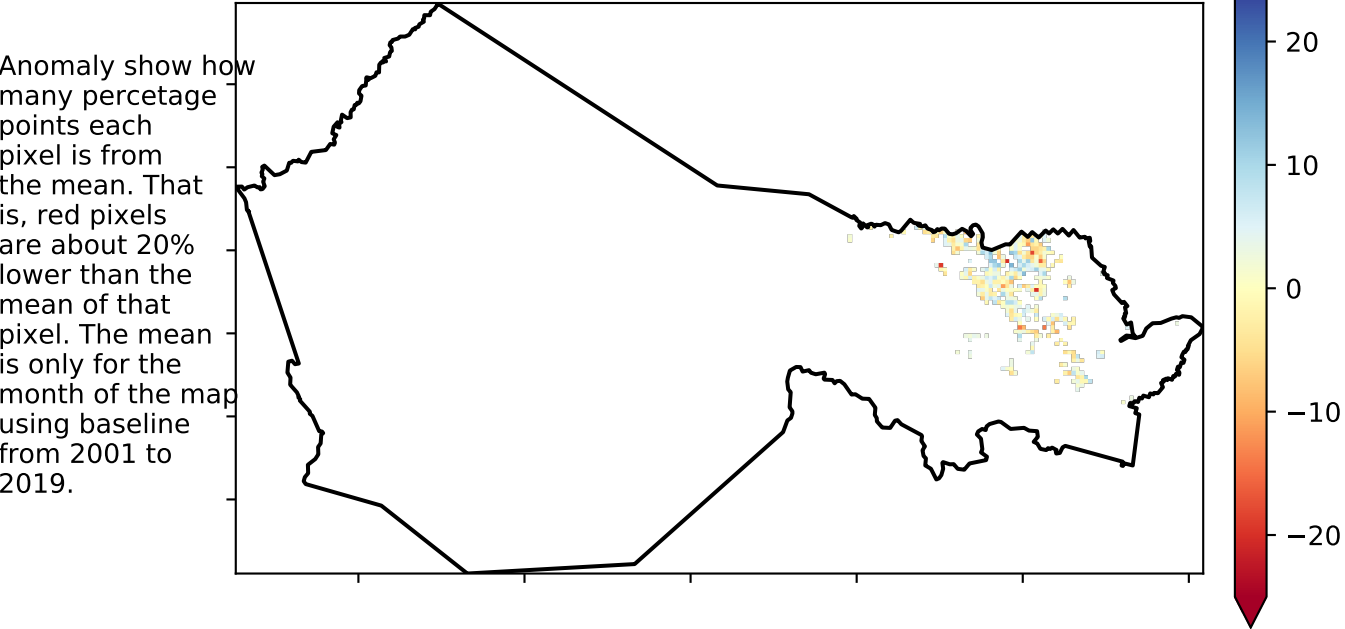 Anomaly show how
many percetage
points each
pixel is from
the mean. That
is, red pixels
are about 20%
lower than the
mean of that
pixel. The mean
is only for the
month of the map
using baseline
from 2001 to
2019.
20
10
0
−10
−20